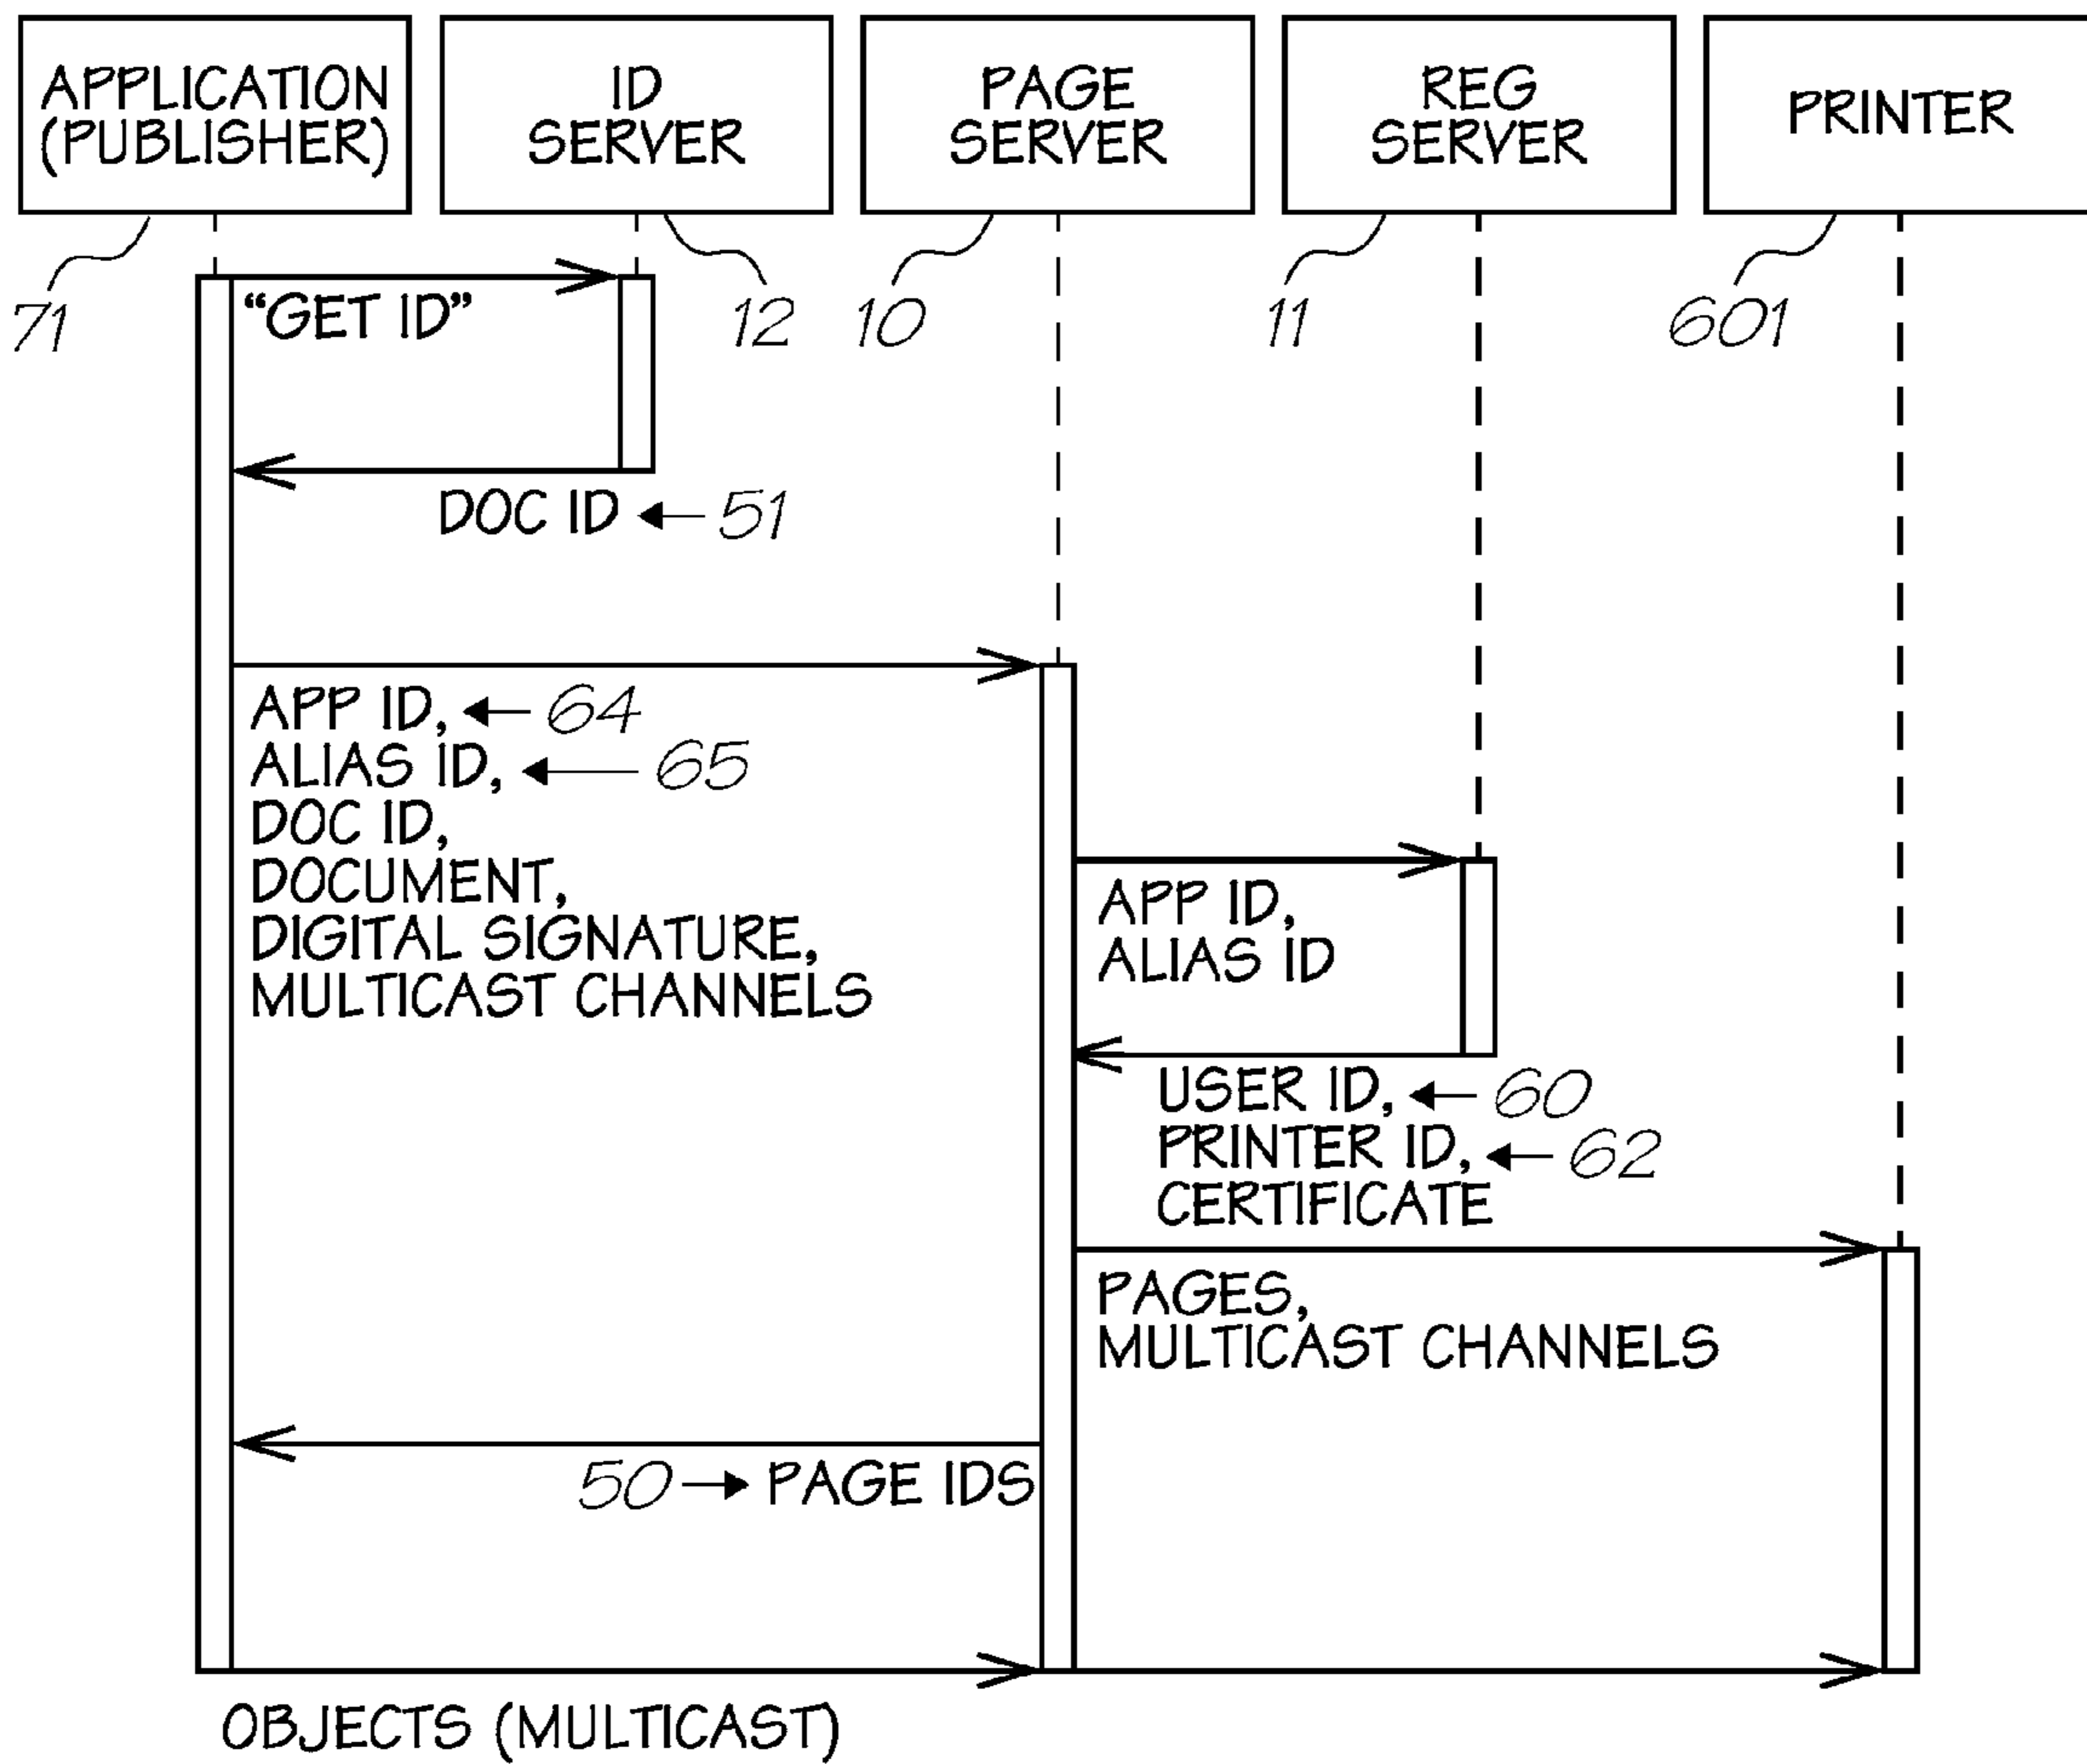 APPLICATION
(PUBLISHER)
ID
SERVER
PAGE
SERVER
REG
SERVER
PRINTER
71
12
10
11
601
“GET ID”
DOC ID 51
APP ID, 64
ALIAS ID, 65
DOC ID,
DOCUMENT,
DIGITAL SIGNATURE,
MULTICAST CHANNELS
APP ID,
ALIAS ID
USER ID, 60
PRINTER ID, 62
CERTIFICATE
PAGES,
MULTICAST CHANNELS
50 PAGE IDS
OBJECTS (MULTICAST)